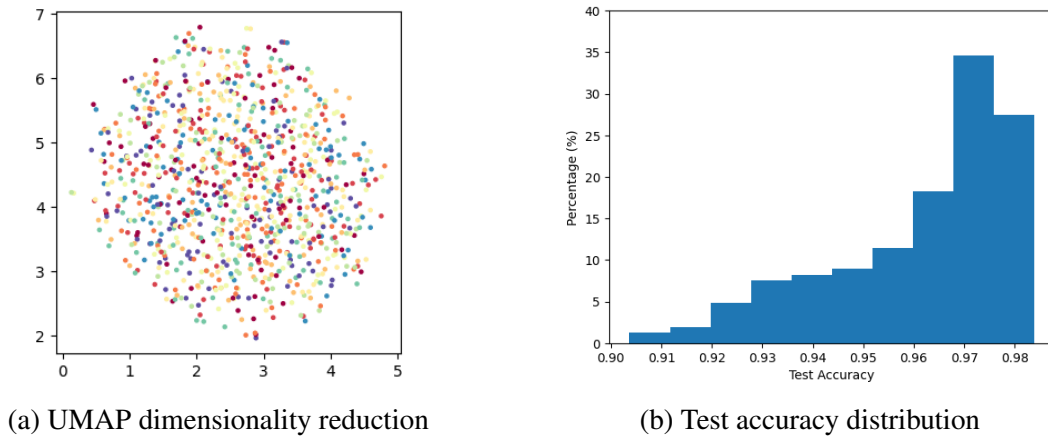 7
6
5
4
3
2
0 1 2 3 4 5
(a) UMAP dimensionality reduction
40
35
30
25
20
15
10
5
0
Percentage (%)
0.90 0.91 0.92 0.93 0.94 0.95 0.96 0.97 0.98
Test Accuracy
(b) Test accuracy distribution